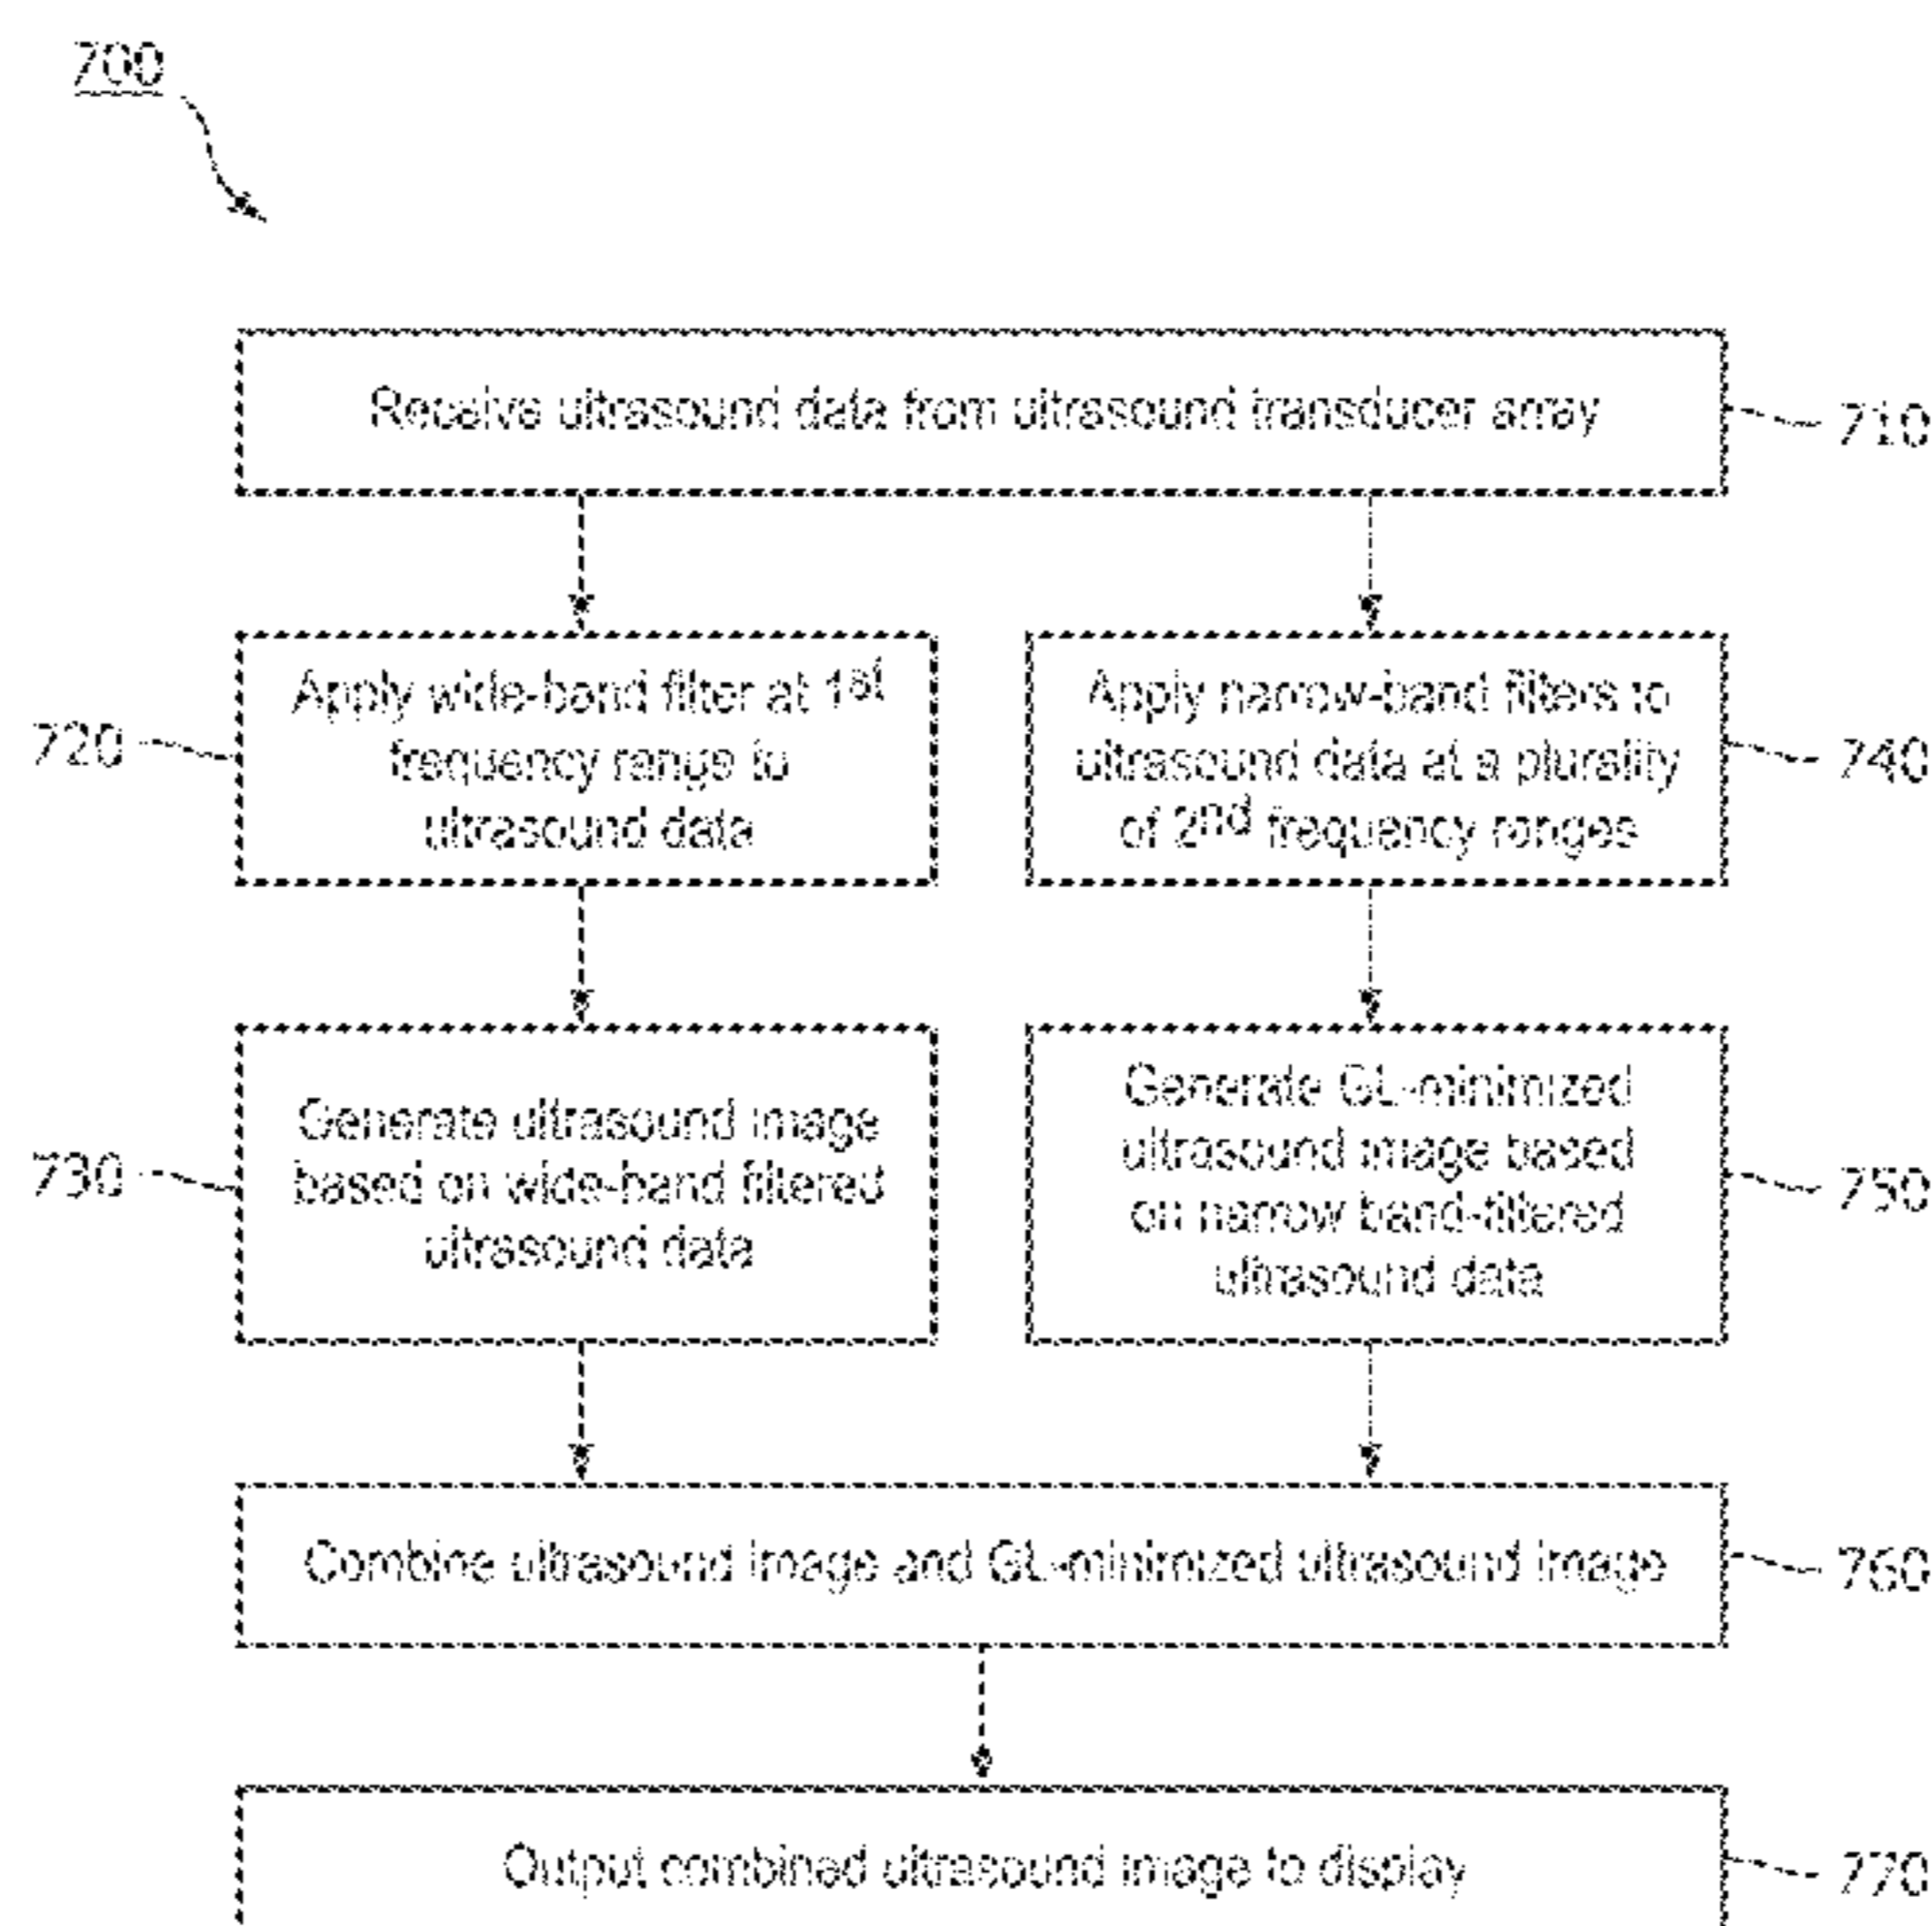 700
Receive ultrasound data from ultrasound transducer array
710
Apply wide-band filter at 1st
frequency range to
ultrasound data
720
Apply narrow-band filters to
ultrasound data at a plurality
of 2nd frequency ranges
740
Generate ultrasound image
based on wide-band filtered
ultrasound data
730
Generate GL-minimized
ultrasound image based
on narrow band-filtered
ultrasound data
750
Combine ultrasound image and GL-minimized ultrasound image
760
Output combined ultrasound image to display
770